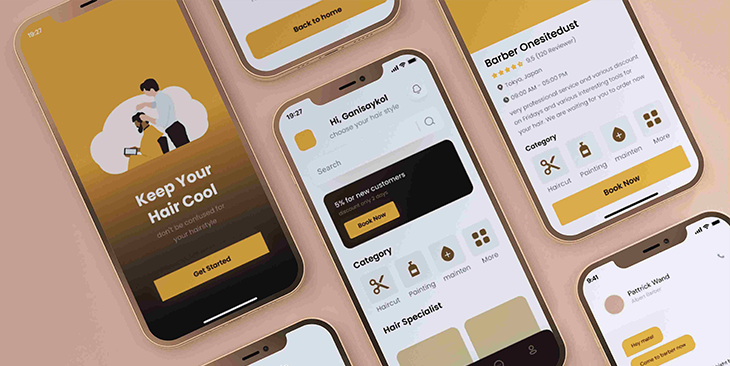 19:27
Keep Your
Hair Cool
don't be confused for
your hairstyle
Get Started
Back to home
19:27
Hi, Ganisaykol
choose your hair style
Search
5% for new customers
discount only 2 days
Book Now
Category
Haircut
Painting
mainten
More
Hair Specialist
Barber Onesitedust
9,5 (120 Reviewer)
Tokyo, Japan
09:00 AM - 05:00 PM
very professional service and various discount
on Fridays and various interesting tools for
your hair. We are waiting for you to order now
Category
Haircut
Painting
mainten
More
Book Now
9:41
Pattrick Wand
Albert Barber
Hey mate!
Come to barber now